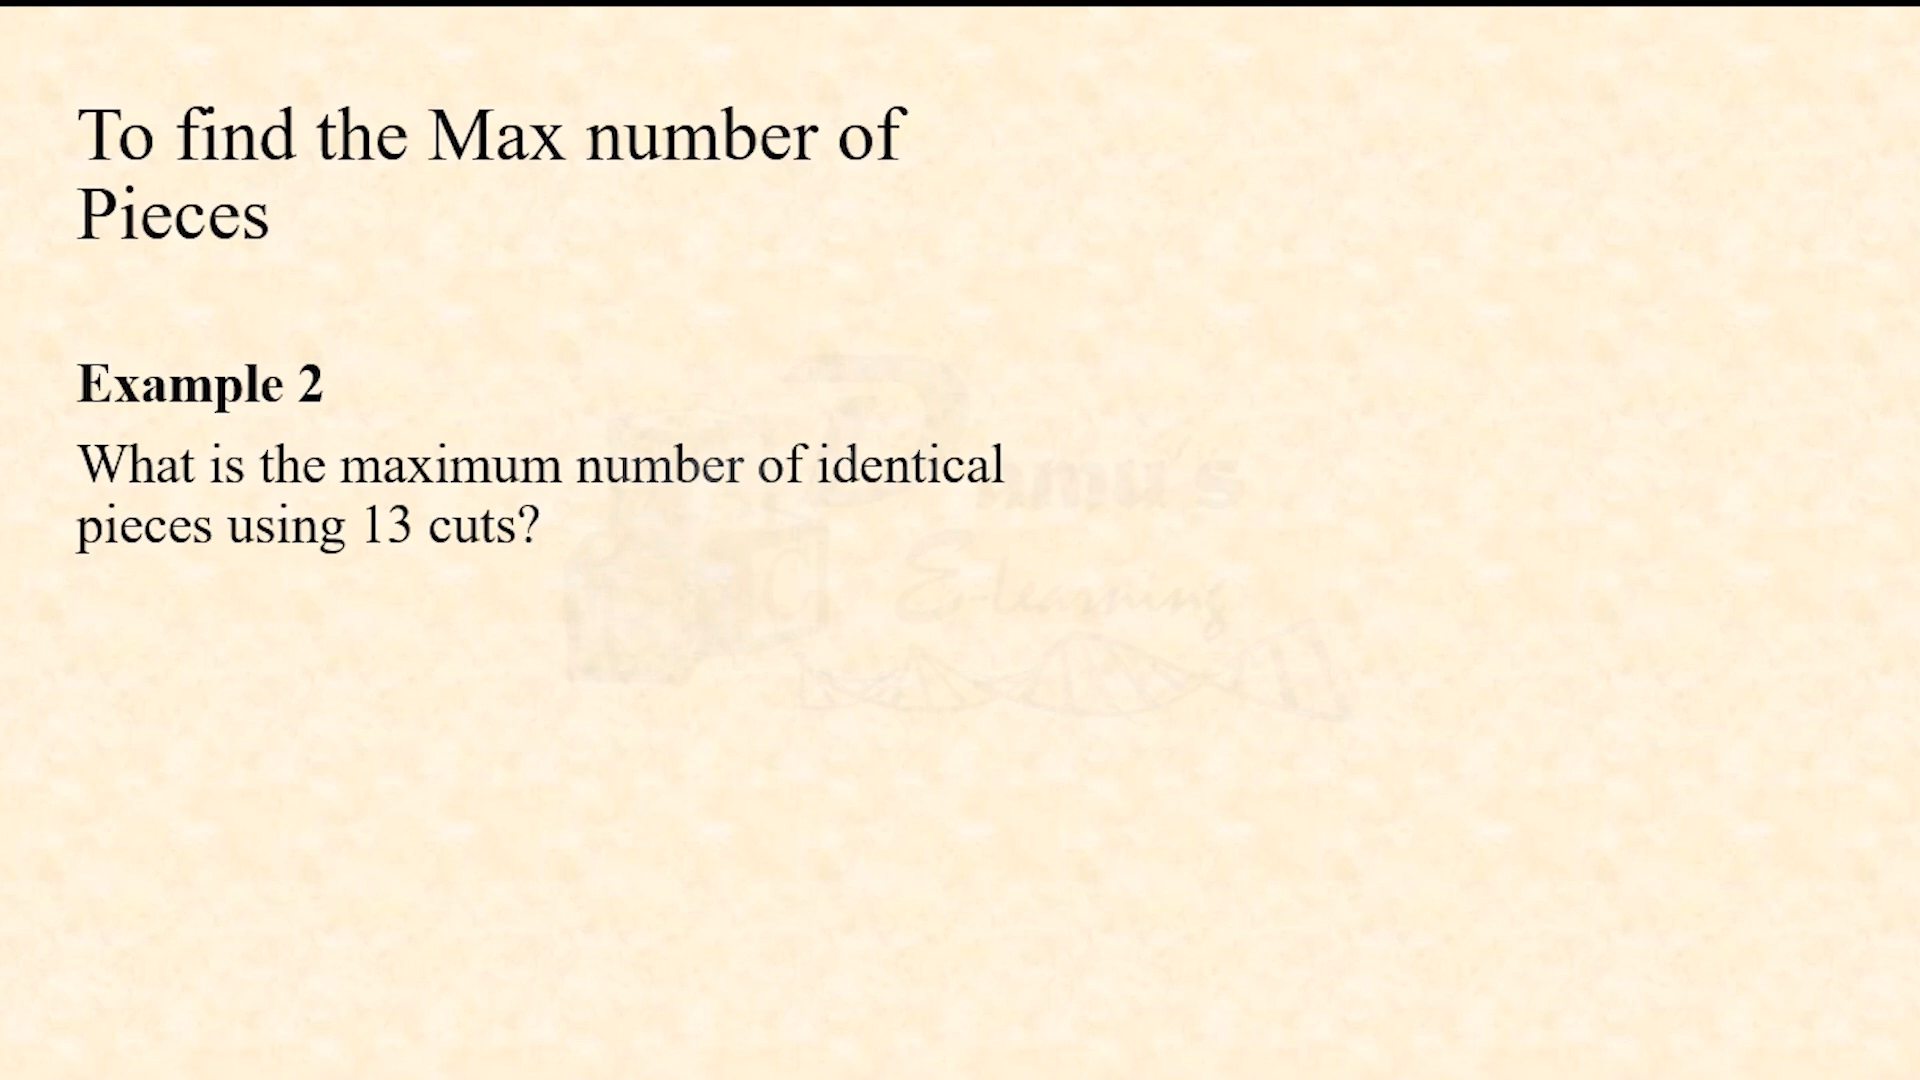 To find the Max number of
Pieces
Example 2
What is the maximum number of identical
pieces using 13 cuts?
E-learning